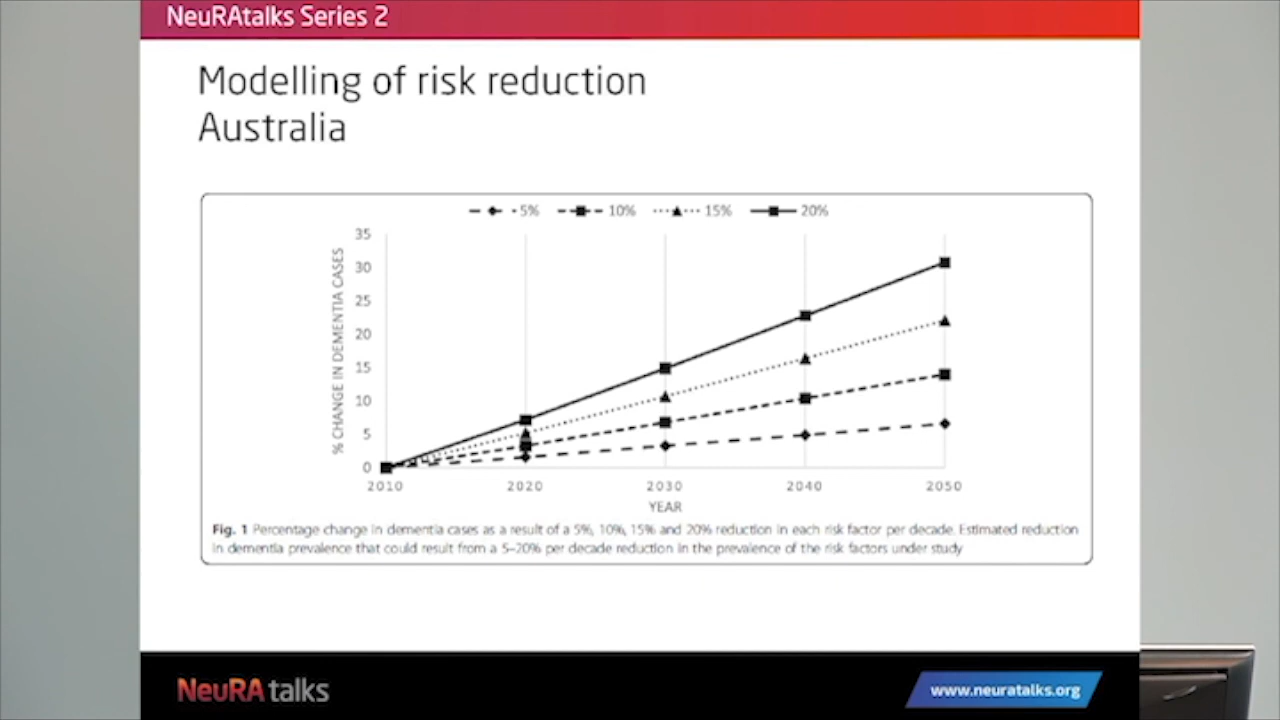 NeuRAtalks Series 2
Modelling of risk reduction
Australia
5% 10% 15% 20%
35
30
25
20
15
10
5
0
% CHANGE IN DEMENTIA CASES
2010 2020 2030 2040 2050
YEAR
Fig. 1 Percentage change in dementia cases as a result of a 5%, 10%, 15% and 20% reduction in each risk factor per decade. Estimated reduction
in dementia prevalence that could result from a 5–20% per decade reduction in the prevalence of the risk factors under study
NeuRA talks
www.neuratalks.org